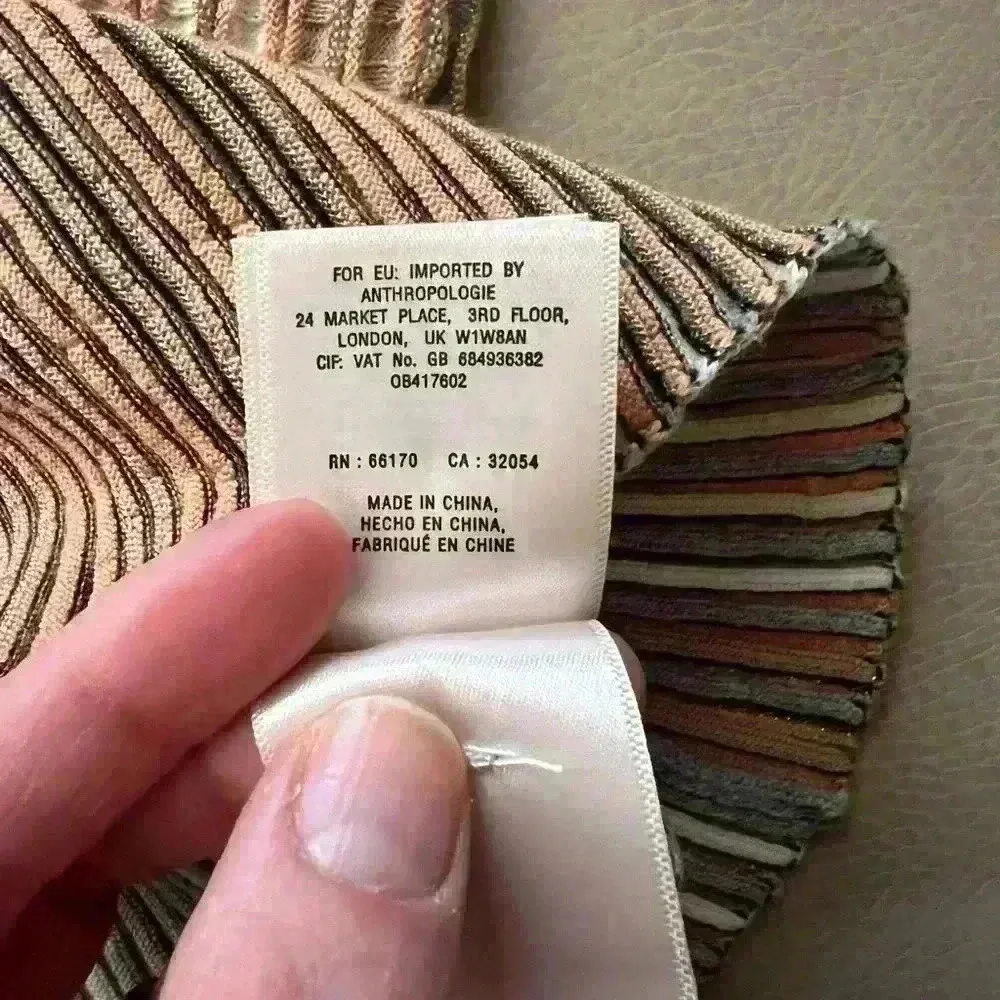 FOR EU: IMPORTED BY
ANTHROPOLOGIE
24 MARKET PLACE, 3RD FLOOR,
LONDON, UK W1W8AN
CIF: VAT No. GB 684936382
OB417602
RN : 66170 CA : 32054
MADE IN CHINA,
HECHO EN CHINA,
FABRIQUÉ EN CHINE